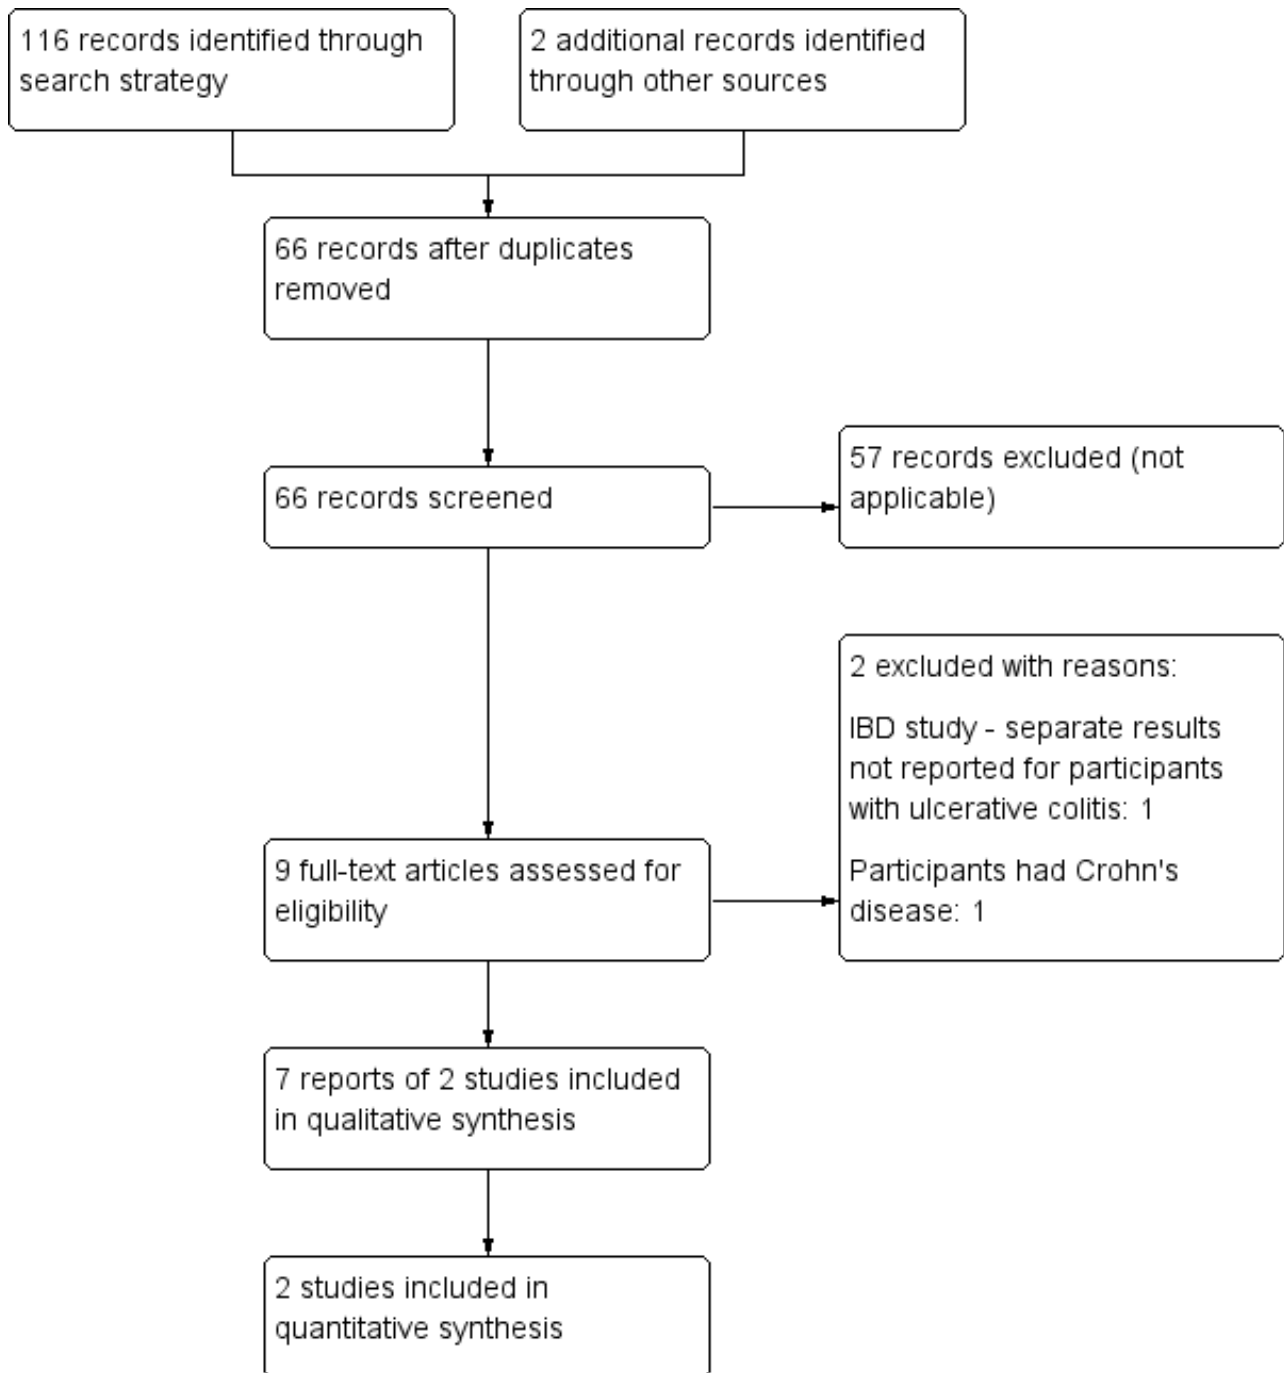 116 records identified through
search strategy
2 additional records identified
through other sources
66 records after duplicates
removed
66 records screened
57 records excluded (not
applicable)
2 excluded with reasons:
IBD study - separate results
not reported for participants
with ulcerative colitis: 1
Participants had Crohn's
disease: 1
9 full-text articles assessed for
eligibility
7 reports of 2 studies included
in qualitative synthesis
2 studies included in
quantitative synthesis